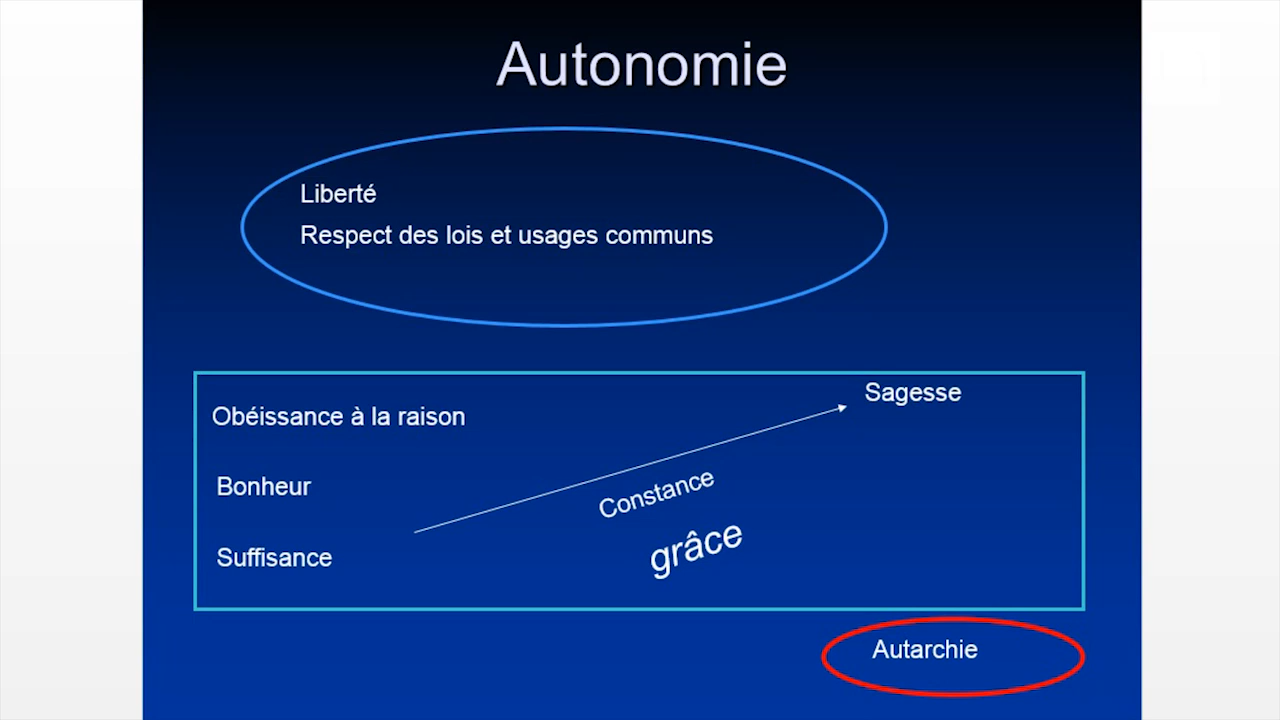 Autonomie
Liberté
Respect des lois et usages communs
Sagesse
Obéissance à la raison
Bonheur
Constance
grâce
Suffisance
Autarchie